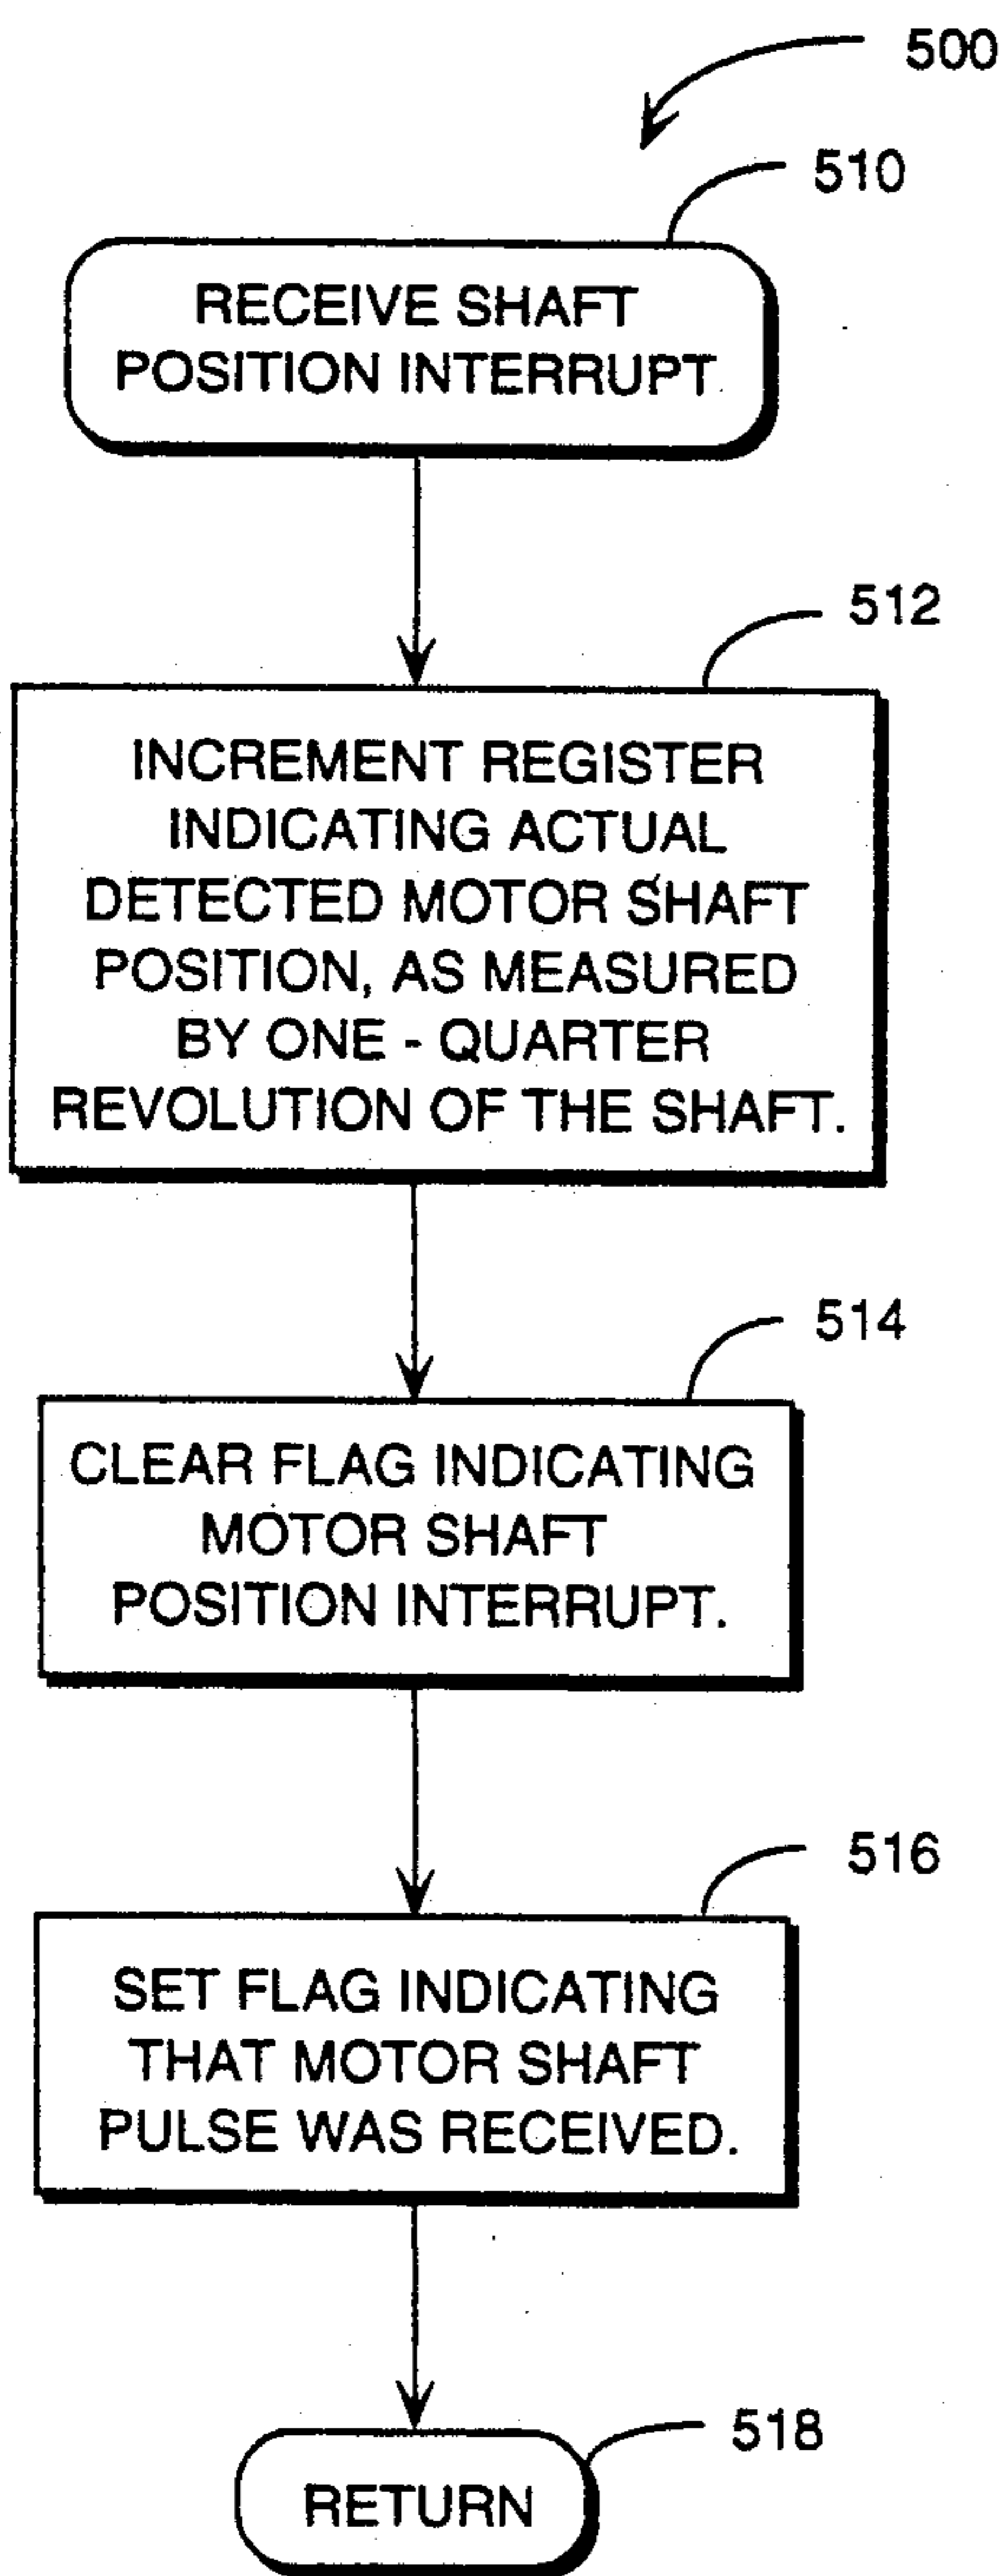 500
510
RECEIVE SHAFT
POSITION INTERRUPT
512
INCREMENT REGISTER
INDICATING ACTUAL
DETECTED MOTOR SHAFT
POSITION, AS MEASURED
BY ONE - QUARTER
REVOLUTION OF THE SHAFT.
514
CLEAR FLAG INDICATING
MOTOR SHAFT
POSITION INTERRUPT.
516
SET FLAG INDICATING
THAT MOTOR SHAFT
PULSE WAS RECEIVED.
518
RETURN